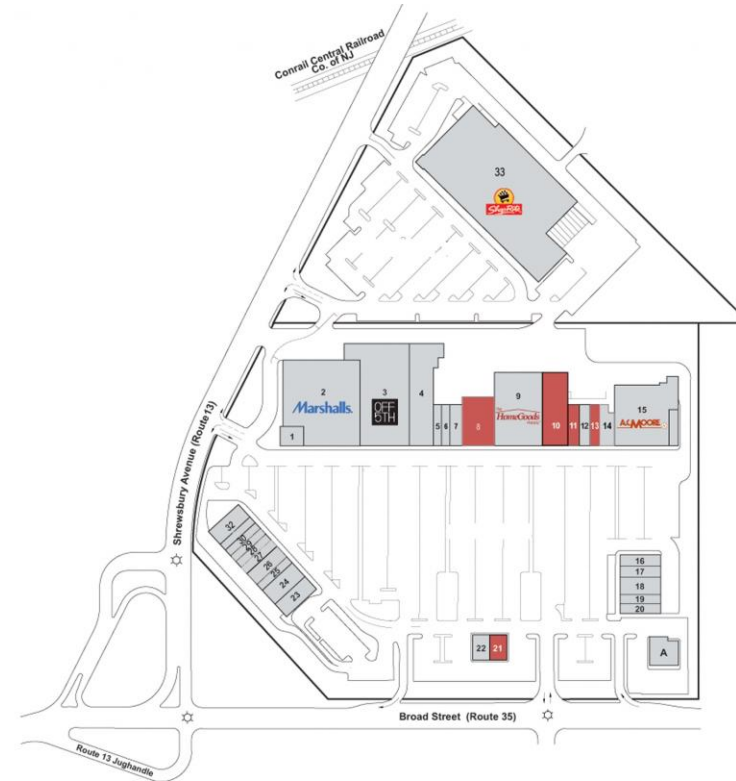 Conrail Central Railroad
Co. of NJ
33
ShopRite
Shrewsbury Avenue (Route 13)
2
Marshalls.
1
3
OFF
5TH
4
5
6
7
8
9
HomeGoods
10
11
12
13
14
15
A.C.MOORE
32
26
25
24
23
16
17
18
19
20
22
21
A
Broad Street (Route 35)
Route 13 Jughandle